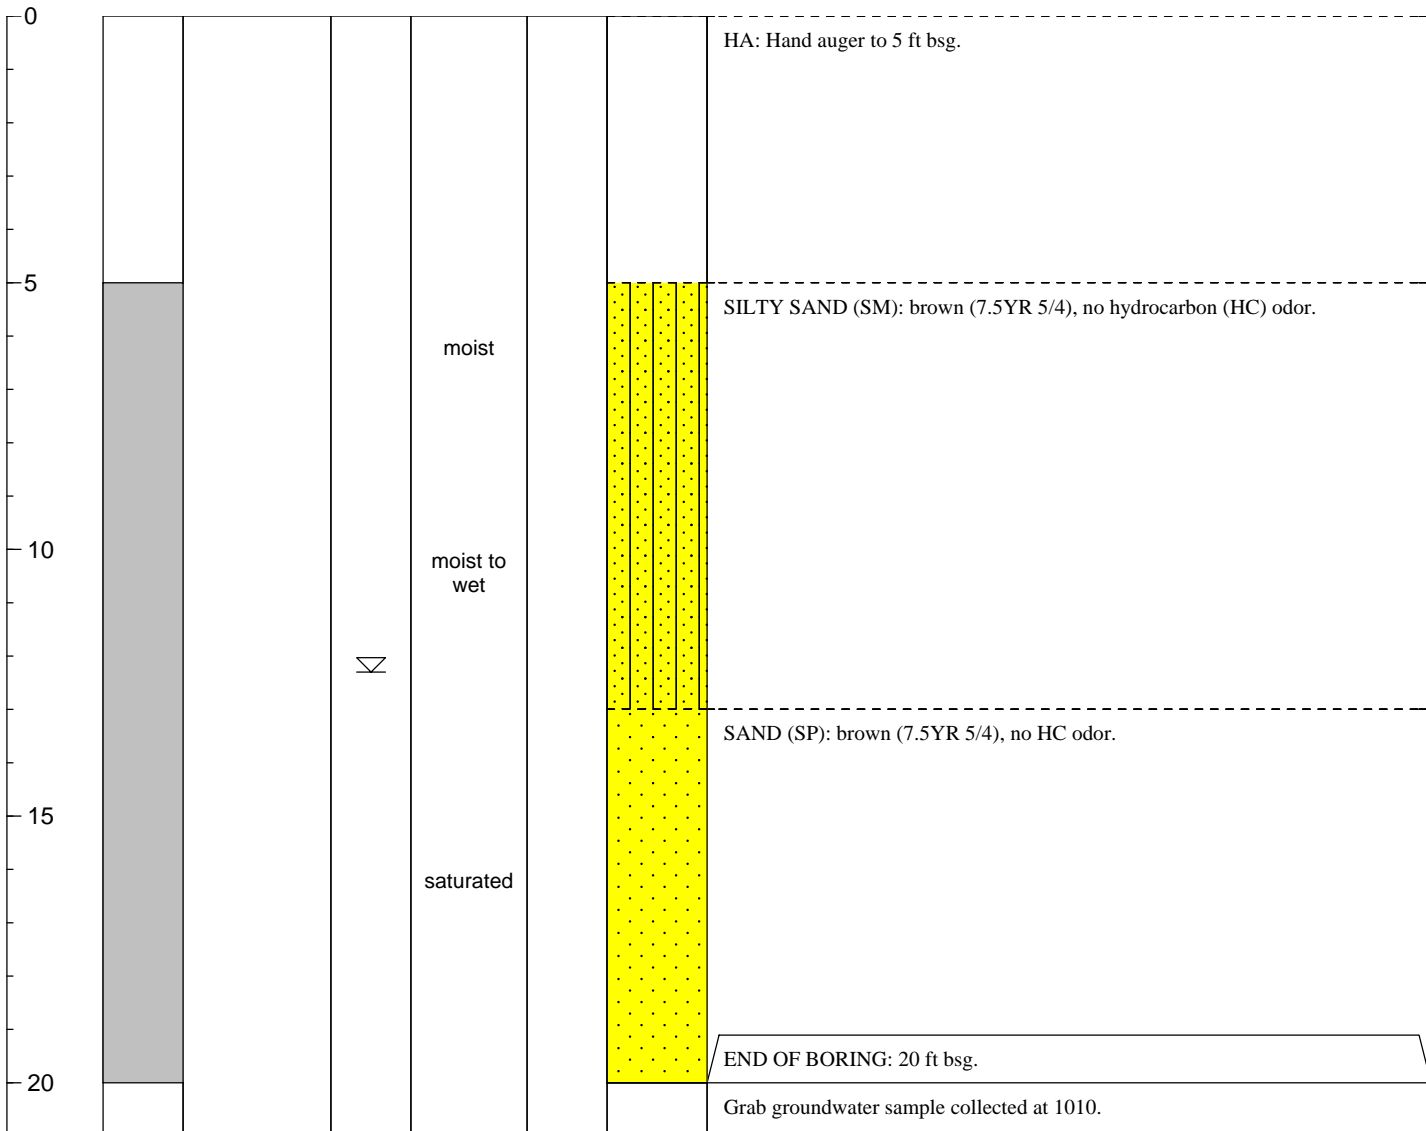 0
HA: Hand auger to 5 ft bsg.
5
SILTY SAND (SM): brown (7.5YR 5/4), no hydrocarbon (HC) odor.
moist
10
moist to
wet
SAND (SP): brown (7.5YR 5/4), no HC odor.
15
saturated
END OF BORING: 20 ft bsg.
20
Grab groundwater sample collected at 1010.